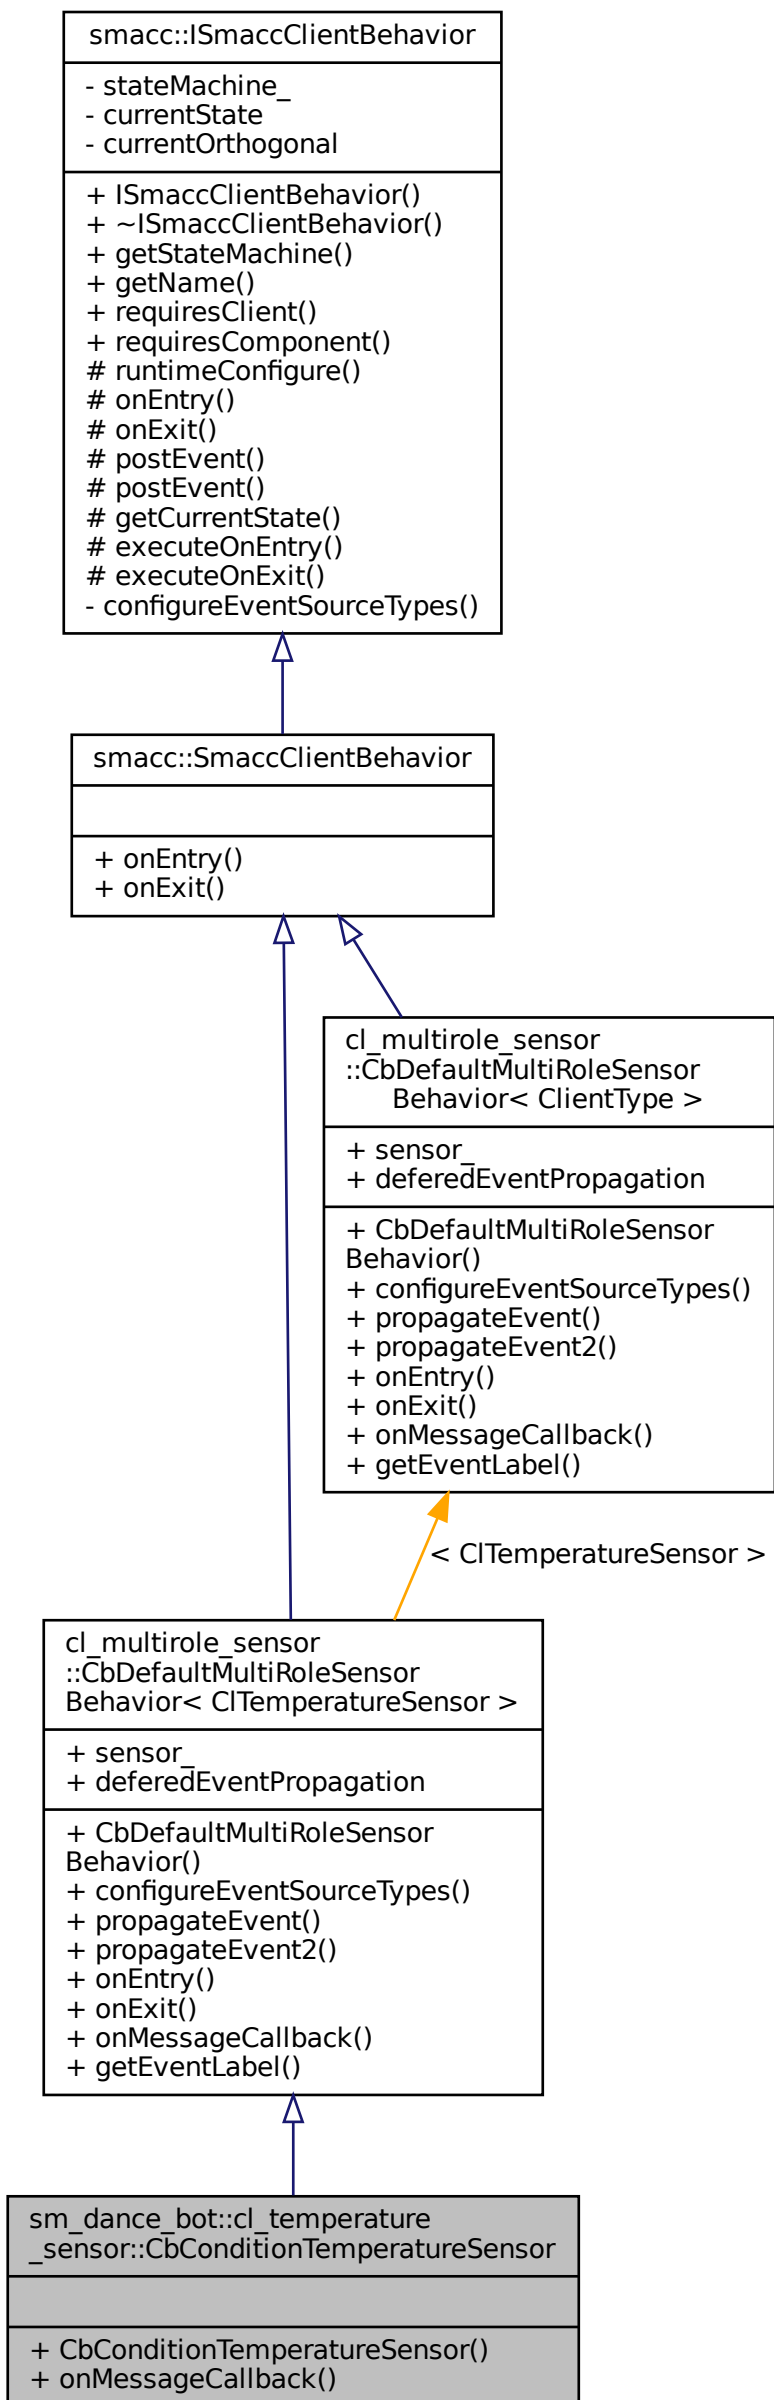 smacc::ISmaccClientBehavior
- stateMachine_
- currentState
- currentOrthogonal
+ ISmaccClientBehavior()
+ ~ISmaccClientBehavior()
+ getStateMachine()
+ getName()
+ requiresClient()
+ requiresComponent()
# runtimeConfigure()
# onEntry()
# onExit()
# postEvent()
# postEvent()
# getCurrentState()
# executeOnEntry()
# executeOnExit()
- configureEventSourceTypes()
smacc::SmaccClientBehavior
+ onEntry()
+ onExit()
cl_multirole_sensor
::CbDefaultMultiRoleSensor
Behavior< ClientType >
+ sensor_
+ deferedEventPropagation
+ CbDefaultMultiRoleSensor
Behavior()
+ configureEventSourceTypes()
+ propagateEvent()
+ propagateEvent2()
+ onEntry()
+ onExit()
+ onMessageCallback()
+ getEventLabel()
< ClTemperatureSensor >
cl_multirole_sensor
::CbDefaultMultiRoleSensor
Behavior< ClTemperatureSensor >
+ sensor_
+ deferedEventPropagation
+ CbDefaultMultiRoleSensor
Behavior()
+ configureEventSourceTypes()
+ propagateEvent()
+ propagateEvent2()
+ onEntry()
+ onExit()
+ onMessageCallback()
+ getEventLabel()
sm_dance_bot::cl_temperature
_sensor::CbConditionTemperatureSensor
+ CbConditionTemperatureSensor()
+ onMessageCallback()